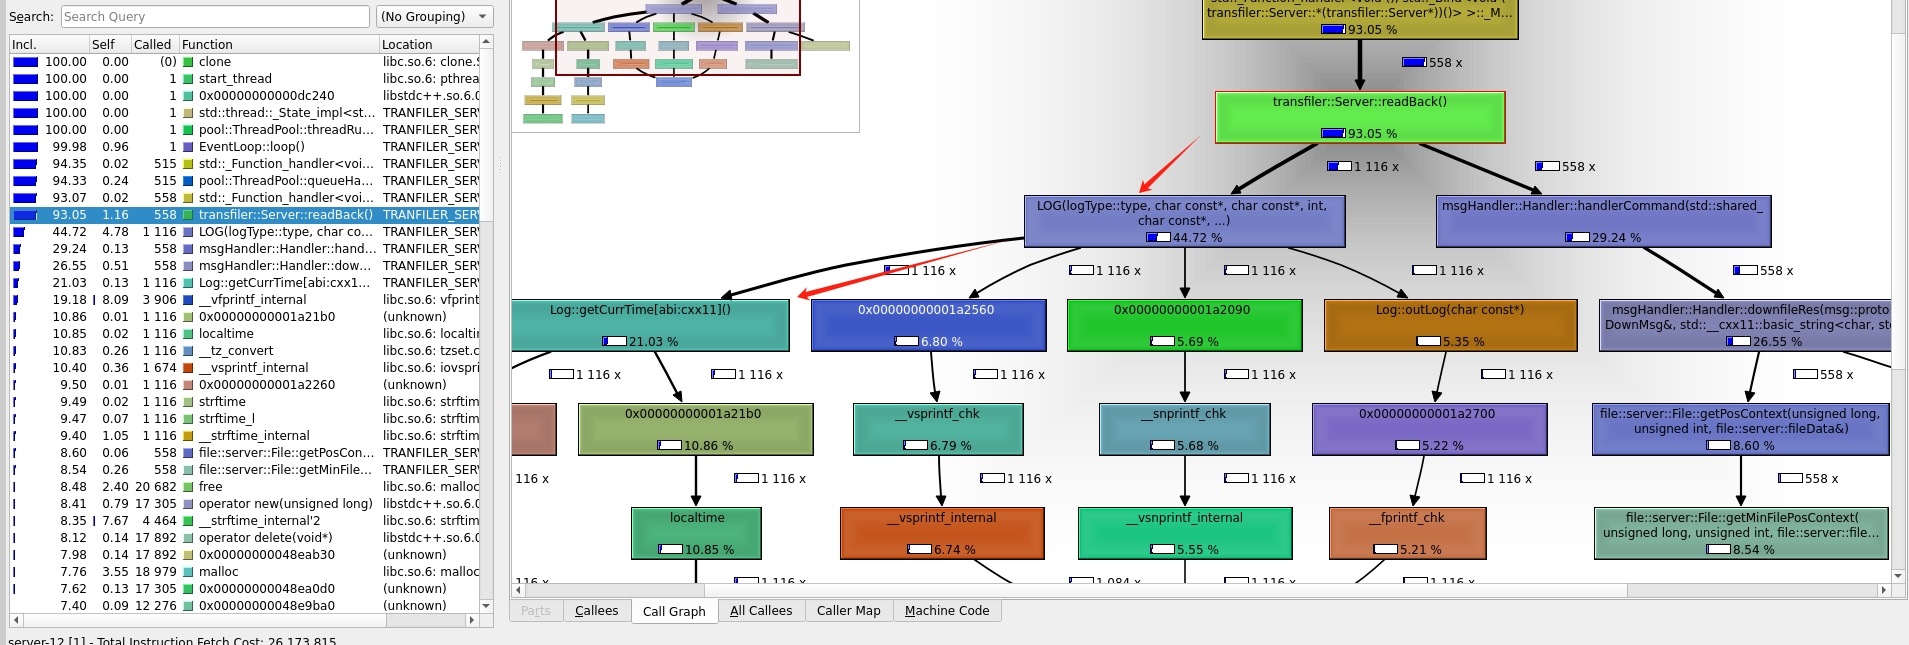 Search: Search Query (No Grouping)
Incl. Self Called Function Location
100.00 0.00 (0) clone libc.so.6: clone.S
100.00 0.00 1 start_thread libc.so.6: pthrea
100.00 0.00 1 0x00000000000dc240 libstdc++.so.6.0
100.00 0.00 1 std::thread::_State_impl<st... TRANFILER_SER
100.00 0.00 1 pool::ThreadPool::threadRu... TRANFILER_SER
99.98 0.96 1 EventLoop::loop() TRANFILER_SER
94.35 0.02 515 std::_Function_handler<voi... TRANFILER_SER
94.33 0.24 515 pool::ThreadPool::queueHa... TRANFILER_SER
93.07 0.02 558 std::_Function_handler<voi... TRANFILER_SER
93.05 1.16 558 transfiler::Server::readBack() TRANFILER_SER
44.72 4.78 1 116 LOG(logType::type, char co... TRANFILER_SER
29.24 0.13 558 msgHandler::Handler::hand... TRANFILER_SER
26.55 0.51 558 msgHandler::Handler::dow... TRANFILER_SER
21.03 0.13 1 116 Log::getCurrTime[abi:cxx1... TRANFILER_SER
19.18 8.09 3 906 __vfprintf_internal libc.so.6: vfprint
10.86 0.01 1 116 0x00000000001a21b0 (unknown)
10.85 0.02 1 116 localtime libc.so.6: localti
10.83 0.26 1 116 __tz_convert libc.so.6: tzset.c
10.40 0.36 1 674 __vsprintf_internal libc.so.6: iovspri
9.50 0.01 1 116 0x00000000001a2260 (unknown)
9.49 0.02 1 116 strftime libc.so.6: strftim
9.47 0.07 1 116 strftime_l libc.so.6: strftim
9.40 1.05 1 116 __strftime_internal libc.so.6: strftim
8.60 0.06 558 file::server::File::getPosCon... TRANFILER_SER
8.54 0.26 558 file::server::File::getMinFile... TRANFILER_SER
8.48 2.40 20 682 free libc.so.6: malloc
8.41 0.79 17 305 operator new(unsigned long) libstdc++.so.6.0
8.35 7.67 4 464 __strftime_internal'2 libc.so.6: strftim
8.12 0.14 17 892 operator delete(void*) libstdc++.so.6.0
7.98 0.14 17 892 0x00000000048eab30 (unknown)
7.76 3.55 18 979 malloc libc.so.6: malloc
7.62 0.13 17 305 0x00000000048ea0d0 (unknown)
7.40 0.09 12 276 0x00000000048e9ba0 (unknown)
server-12 [1] - Total Instruction Fetch Cost: 26 173 815
std::_Function_handler<void (), std::_Bind<void (
transfiler::Server::*(transfiler::Server*))()> >::_M...
93.05 %
558 x
transfiler::Server::readBack()
93.05 %
1 116 x 558 x
LOG(logType::type, char const*, char const*, int,
char const*, ...)
44.72 %
msgHandler::Handler::handlerCommand(std::shared_
29.24 %
1 116 x 1 116 x 1 116 x 1 116 x 558 x
Log::getCurrTime[abi:cxx11]()
21.03 %
0x00000000001a2560
6.80 %
0x00000000001a2090
5.69 %
Log::outLog(char const*)
5.35 %
msgHandler::Handler::downfileRes(msg::proto
DownMsg&, std::__cxx11::basic_string<char, st
26.55 %
1 116 x 1 116 x 1 116 x 1 116 x 1 116 x 558 x
0x00000000001a21b0
10.86 %
__vsprintf_chk
6.79 %
__snprintf_chk
5.68 %
0x00000000001a2700
5.22 %
file::server::File::getPosContext(unsigned long,
unsigned int, file::server::fileData&)
8.60 %
116 x 1 116 x 1 116 x 1 116 x 1 116 x 558 x
localtime
10.85 %
__vsprintf_internal
6.74 %
__vsnprintf_internal
5.55 %
__fprintf_chk
5.21 %
file::server::File::getMinFilePosContext(
unsigned long, unsigned int, file::server::file...
8.54 %
116 x 1 116 x 1 084 x 1 116 x 1 116 x
Parts Callees Call Graph All Callees Caller Map Machine Code